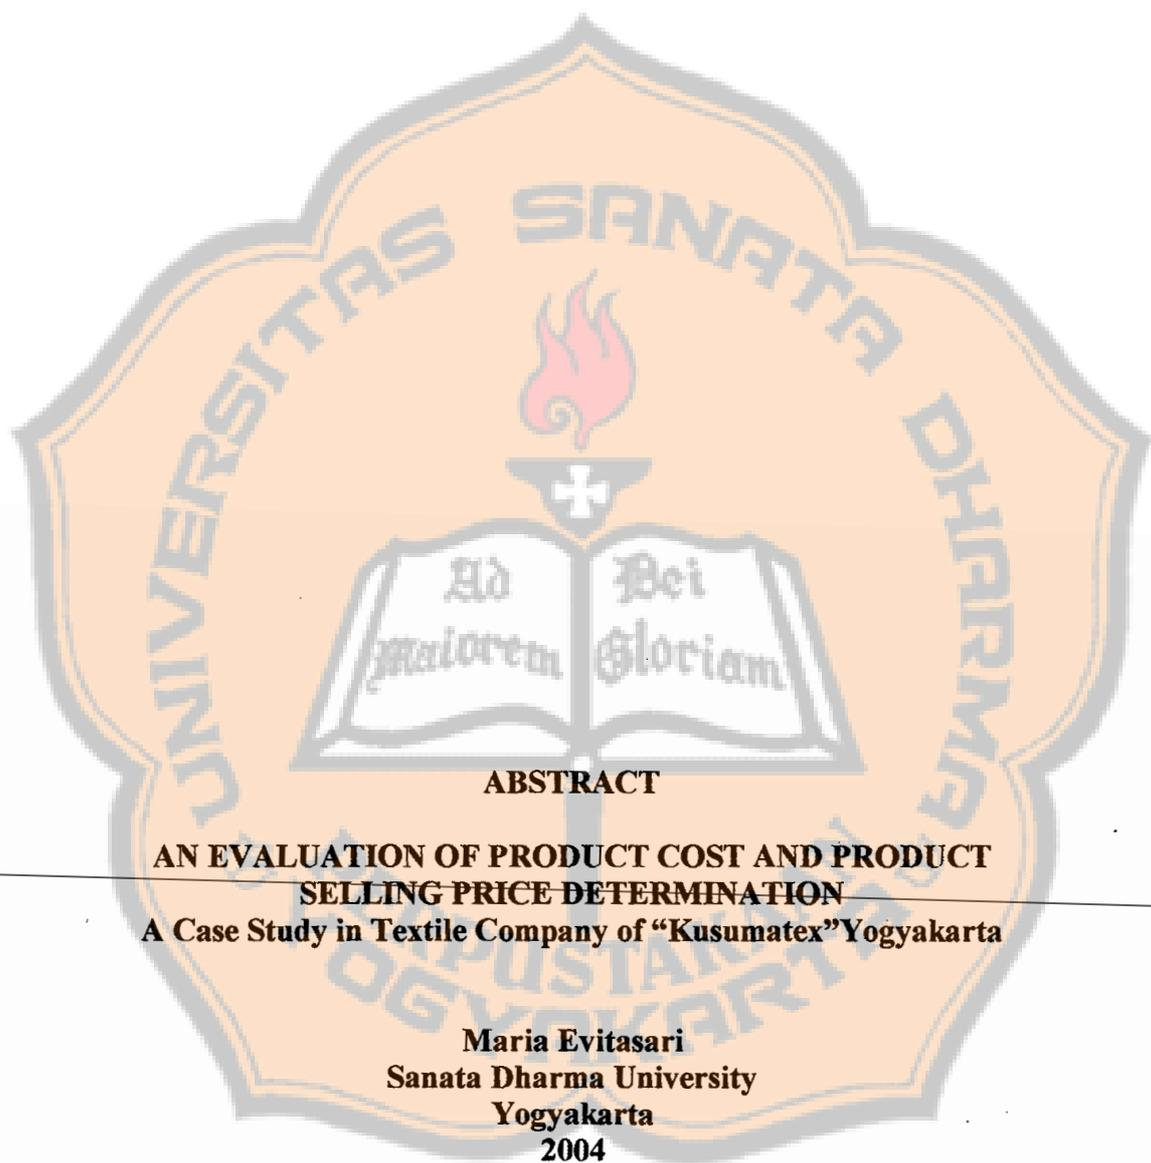 UNIVERSITAS SANATA DHARMA
Ad Dei
maiorem Gloriam
ABSTRACT
AN EVALUATION OF PRODUCT COST AND PRODUCT
SELLING PRICE DETERMINATION
A Case Study in Textile Company of “Kusumatex”Yogyakarta
PERPUSTAKAAN
YOGYAKARTA
Maria Evitasari
Sanata Dharma University
Yogyakarta
2004